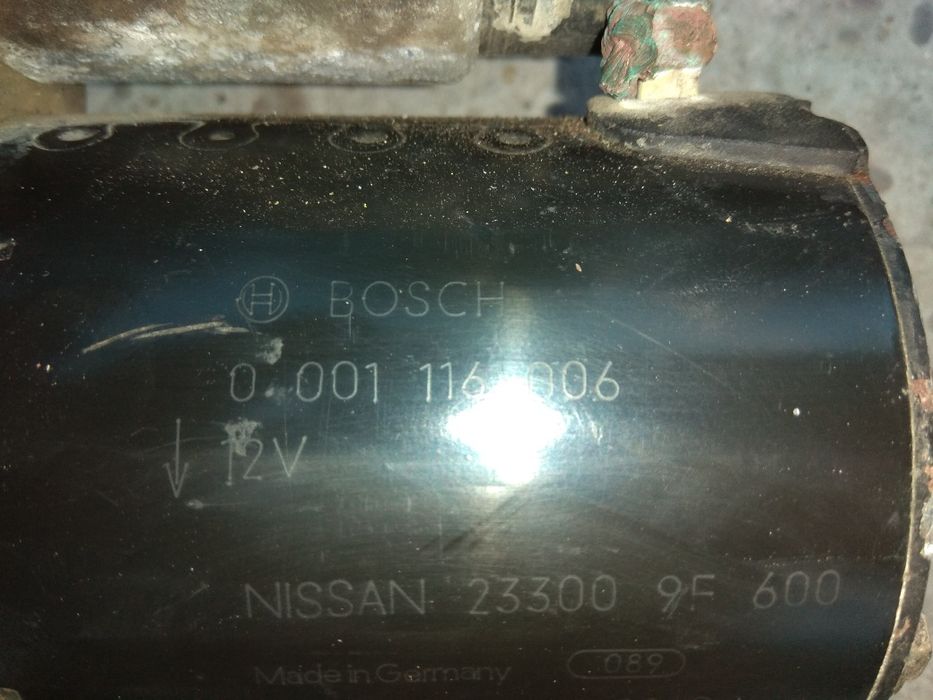 BOSCH
0 001 116 006
12V
NISSAN 23300 9F 600
Made in Germany 089